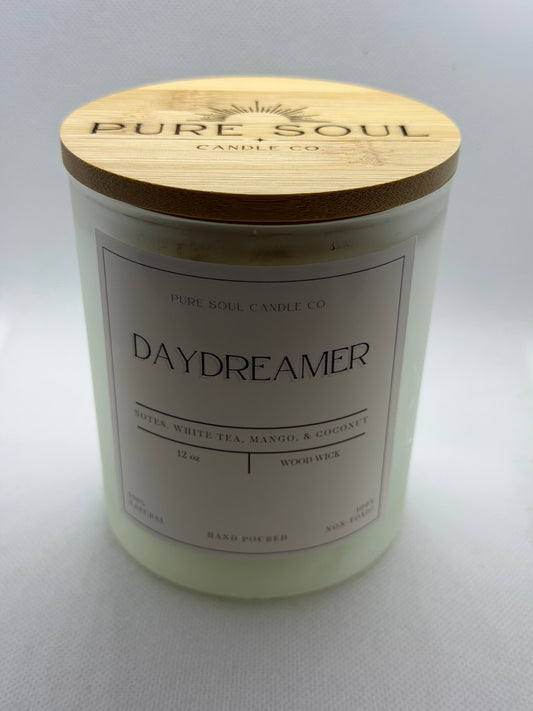 PURE SOUL
CANDLE CO.
PURE SOUL CANDLE CO.
DAYDREAMER
NOTES: WHITE TEA, MANGO, & COCONUT
12 oz
WOOD WICK
100%
NATURAL
HAND POURED
100%
NON-TOXIC